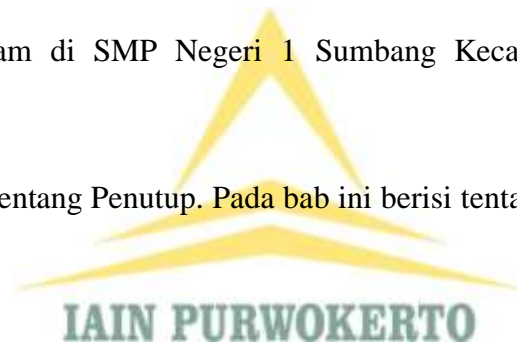 am di SMP Negeri 1 Sumbang Keca
entang Penutup. Pada bab ini berisi tenta
IAIN PURWOKERTO